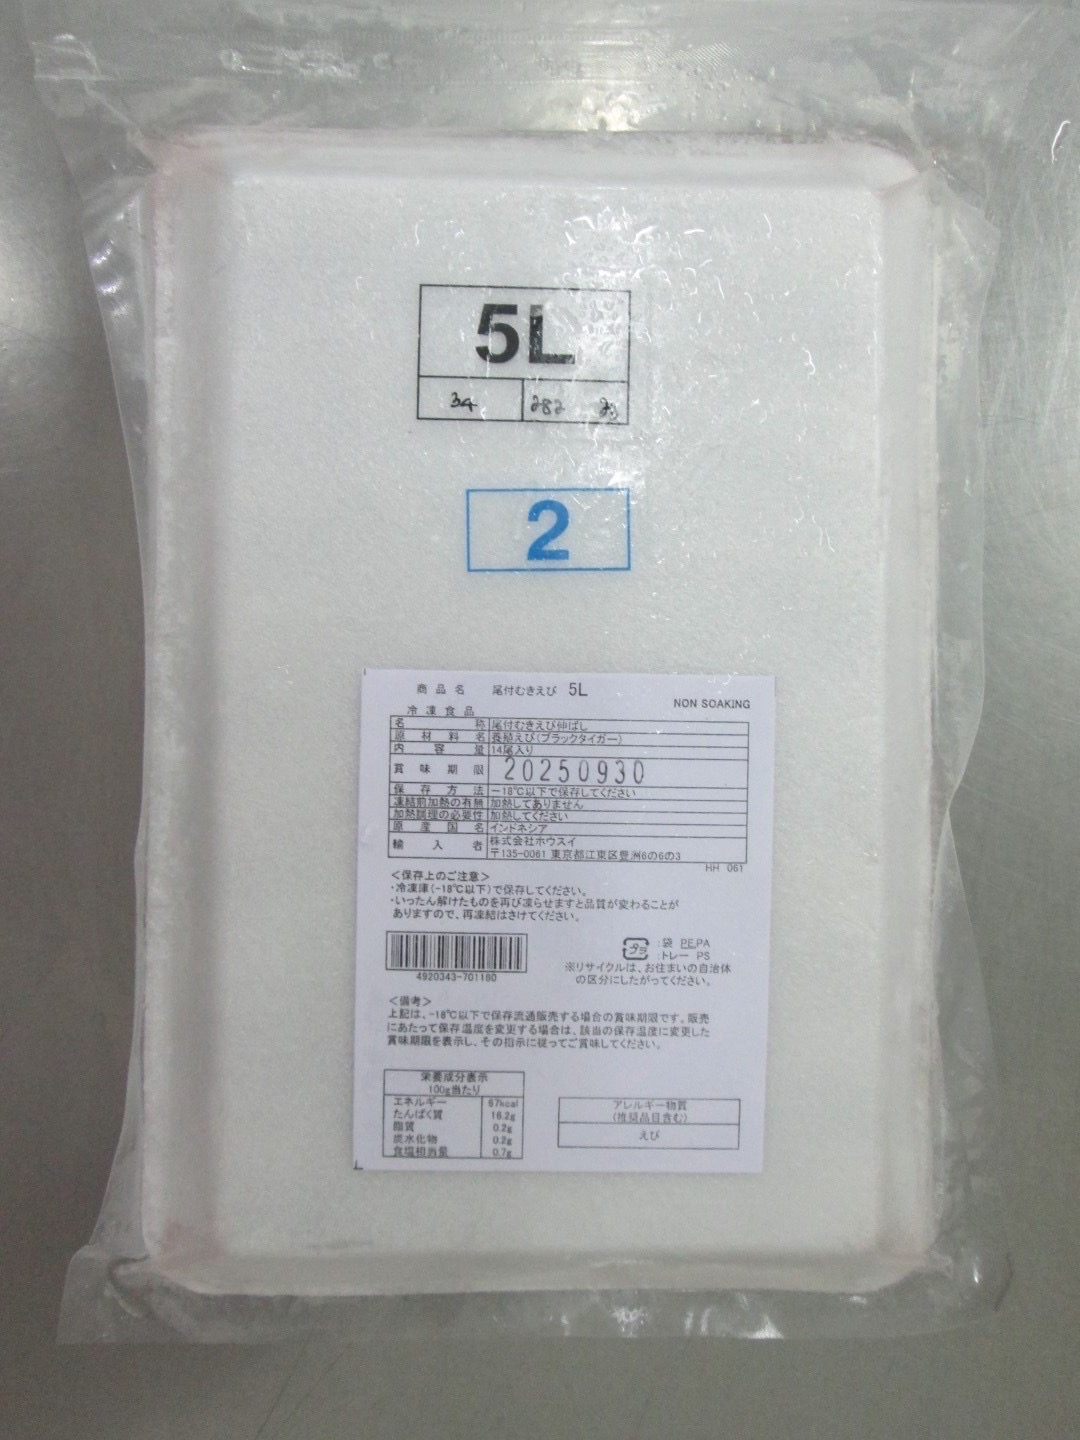 5L
34 282 23
2
商品名 尾付むきえび 5L
NON SOAKING
冷凍食品
名称 尾付むきえび伸ばし
原材料名 養殖えび(ブラックタイガー)
内容量 14尾入り
賞味期限 20250930
保存方法 -18℃以下で保存してください
凍結前加熱の有無 加熱してありません
加熱調理の必要性 加熱してください
原産国名 インドネシア
輸入者 株式会社ホウスイ
〒135-0061 東京都江東区豊洲6の6の3
HH 061
<保存上のご注意>
・冷凍庫(-18℃以下)で保存してください。
・いったん解けたものを再び凍らせますと品質が変わることが
ありますので、再凍結はさけてください。
プラ :袋 PE,PA
:トレー PS
※リサイクルは、お住まいの自治体
の区分にしたがってください。
4920343-701180
<備考>
上記は、-18℃以下で保存流通販売する場合の賞味期限です。販売
にあたって保存温度を変更する場合は、該当の保存温度に変更した
賞味期限を表示し、その指示に従ってご賞味してください。
栄養成分表示
100g当たり
エネルギー 67kcal
たんぱく質 16.2g
脂質 0.2g
炭水化物 0.2g
食塩相当量 0.7g
アレルギー物質
(推奨品目含む)
えび